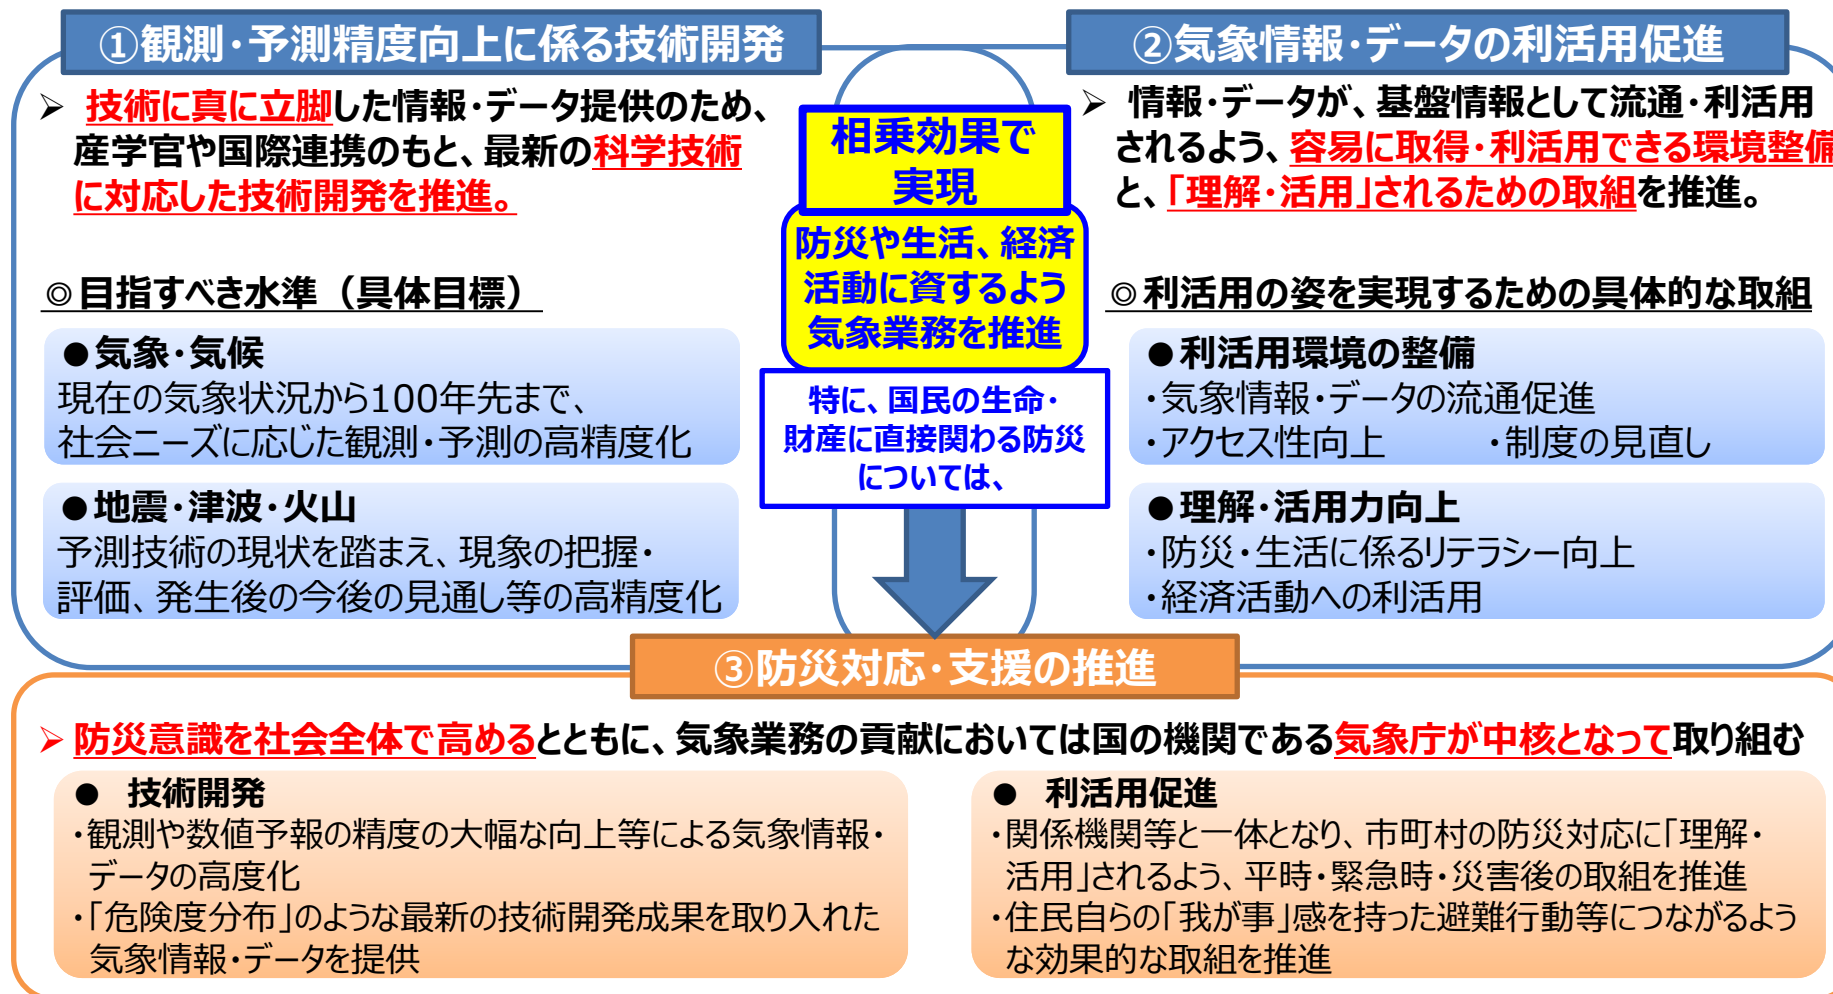 ①観測・予測精度向上に係る技術開発
➢ 技術に真に立脚した情報・データ提供のため、
産学官や国際連携のもと、最新の科学技術
に対応した技術開発を推進。
◎目指すべき水準（具体目標）
●気象・気候
現在の気象状況から100年先まで、
社会ニーズに応じた観測・予測の高精度化
●地震・津波・火山
予測技術の現状を踏まえ、現象の把握・
評価、発生後の今後の見通し等の高精度化
相乗効果で
実現
防災や生活、経済
活動に資するよう
気象業務を推進
特に、国民の生命・
財産に直接関わる防災
については、
②気象情報・データの利活用促進
➢ 情報・データが、基盤情報として流通・利活用
されるよう、容易に取得・利活用できる環境整備
と、「理解・活用」されるための取組を推進。
◎利活用の姿を実現するための具体的な取組
●利活用環境の整備
・気象情報・データの流通促進
・アクセス性向上　　・制度の見直し
●理解・活用力向上
・防災・生活に係るリテラシー向上
・経済活動への利活用
③防災対応・支援の推進
➢ 防災意識を社会全体で高めるとともに、気象業務の貢献においては国の機関である気象庁が中核となって取り組む
● 技術開発
・観測や数値予報の精度の大幅な向上等による気象情報・
データの高度化
・「危険度分布」のような最新の技術開発成果を取り入れた
気象情報・データを提供
● 利活用促進
・関係機関等と一体となり、市町村の防災対応に「理解・
活用」されるよう、平時・緊急時・災害後の取組を推進
・住民自らの「我が事」感を持った避難行動等につながるよう
な効果的な取組を推進